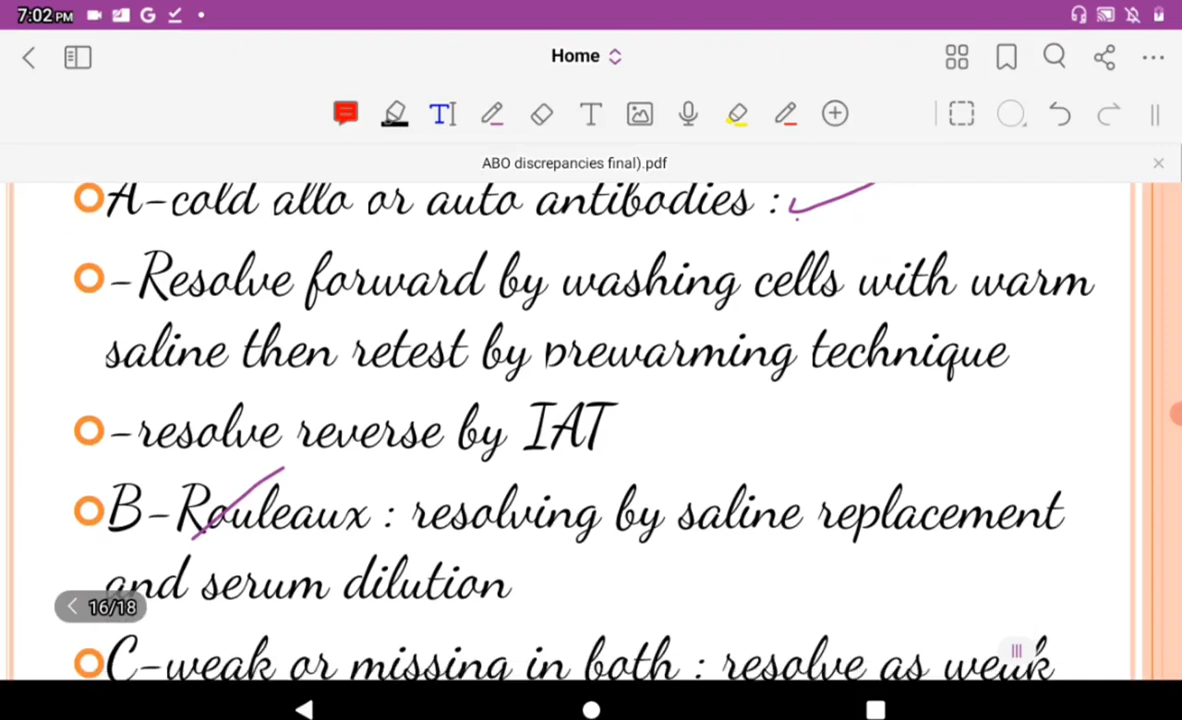 7:02 PM
Home
ABO discrepancies final).pdf
A-cold allo or auto antibodies :
-Resolve forward by washing cells with warm
saline then retest by prewarming technique
-resolve reverse by IAT
B-Rouleaux : resolving by saline replacement
and serum dilution
16/18
C-weak or missing in both : resolve as weak